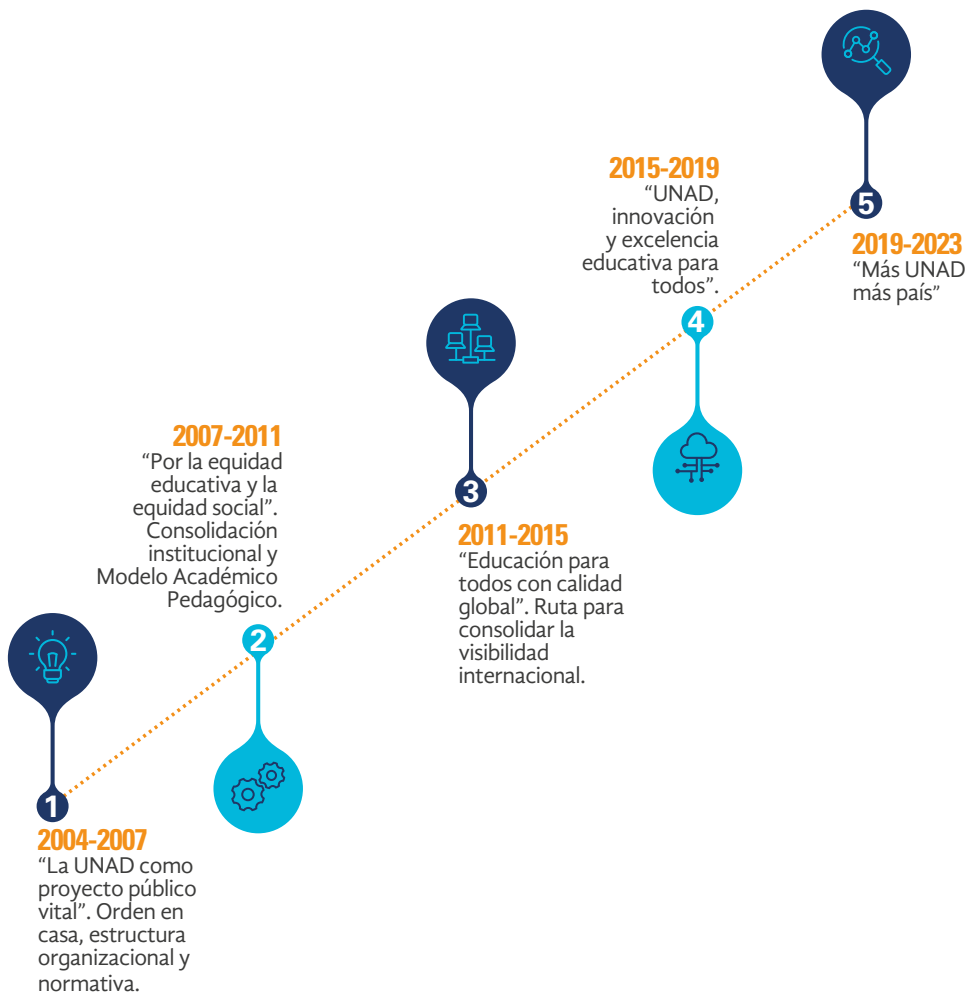 1
2004-2007
“La UNAD como
proyecto público
vital”. Orden en
casa, estructura
organizacional y
normativa.
2007-2011
“Por la equidad
educativa y la
equidad social”.
Consolidación
institucional y
Modelo Académico
Pedagógico.
2
3
2011-2015
“Educación para
todos con calidad
global”. Ruta para
consolidar la
visibilidad
internacional.
2015-2019
“UNAD,
innovación
y excelencia
educativa para
todos”.
4
5
2019-2023
“Más UNAD
más país”